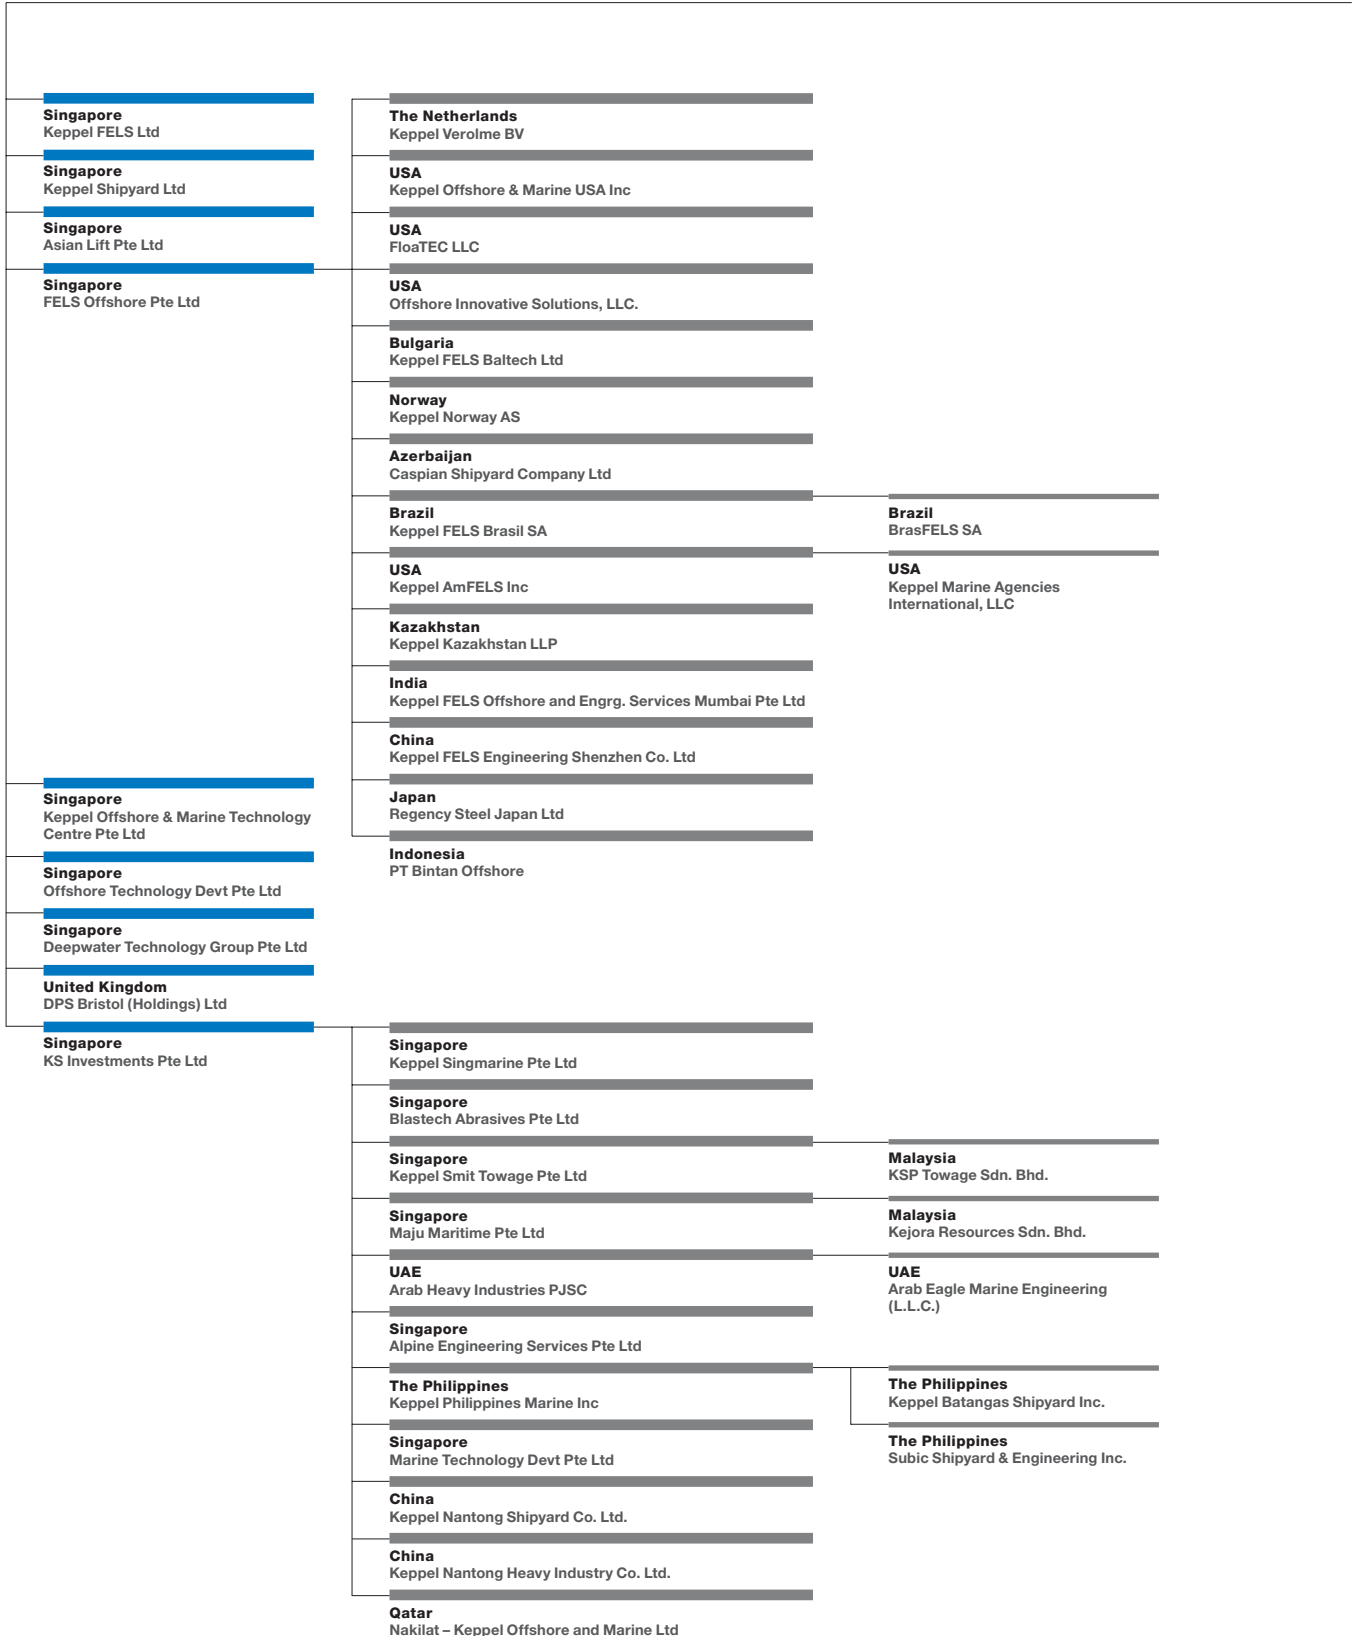 Singapore
Keppel FELS Ltd
Singapore
Keppel Shipyard Ltd
Singapore
Asian Lift Pte Ltd
Singapore
FELS Offshore Pte Ltd
The Netherlands
Keppel Verolme BV
USA
Keppel Offshore & Marine USA Inc
USA
FloaTEC LLC
USA
Offshore Innovative Solutions, LLC.
Bulgaria
Keppel FELS Baltech Ltd
Norway
Keppel Norway AS
Azerbaijan
Caspian Shipyard Company Ltd
Brazil
Keppel FELS Brasil SA
Brazil
BrasFELS SA
USA
Keppel AmFELS Inc
USA
Keppel Marine Agencies
International, LLC
Kazakhstan
Keppel Kazakhstan LLP
India
Keppel FELS Offshore and Engrg. Services Mumbai Pte Ltd
China
Keppel FELS Engineering Shenzhen Co. Ltd
Japan
Regency Steel Japan Ltd
Indonesia
PT Bintan Offshore
Singapore
Keppel Offshore & Marine Technology
Centre Pte Ltd
Singapore
Offshore Technology Devt Pte Ltd
Singapore
Deepwater Technology Group Pte Ltd
United Kingdom
DPS Bristol (Holdings) Ltd
Singapore
KS Investments Pte Ltd
Singapore
Keppel Singmarine Pte Ltd
Singapore
Blastech Abrasives Pte Ltd
Singapore
Keppel Smit Towage Pte Ltd
Malaysia
KSP Towage Sdn. Bhd.
Singapore
Maju Maritime Pte Ltd
Malaysia
Kejora Resources Sdn. Bhd.
UAE
Arab Heavy Industries PJSC
UAE
Arab Eagle Marine Engineering
(L.L.C.)
Singapore
Alpine Engineering Services Pte Ltd
The Philippines
Keppel Philippines Marine Inc
The Philippines
Keppel Batangas Shipyard Inc.
The Philippines
Subic Shipyard & Engineering Inc.
Singapore
Marine Technology Devt Pte Ltd
China
Keppel Nantong Shipyard Co. Ltd.
China
Keppel Nantong Heavy Industry Co. Ltd.
Qatar
Nakilat – Keppel Offshore and Marine Ltd